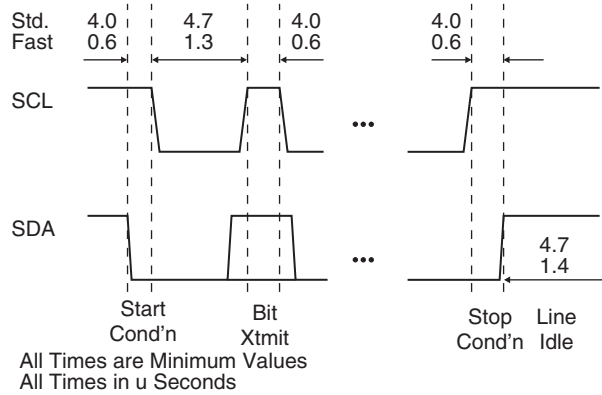 Std. 4.0 4.7 4.0 4.0
Fast 0.6 1.3 0.6 0.6
SCL
•••
SDA
•••
4.7
1.4
Start Cond'n
Bit Xtmit
Stop Cond'n
Line Idle
All Times are Minimum Values
All Times in u Seconds